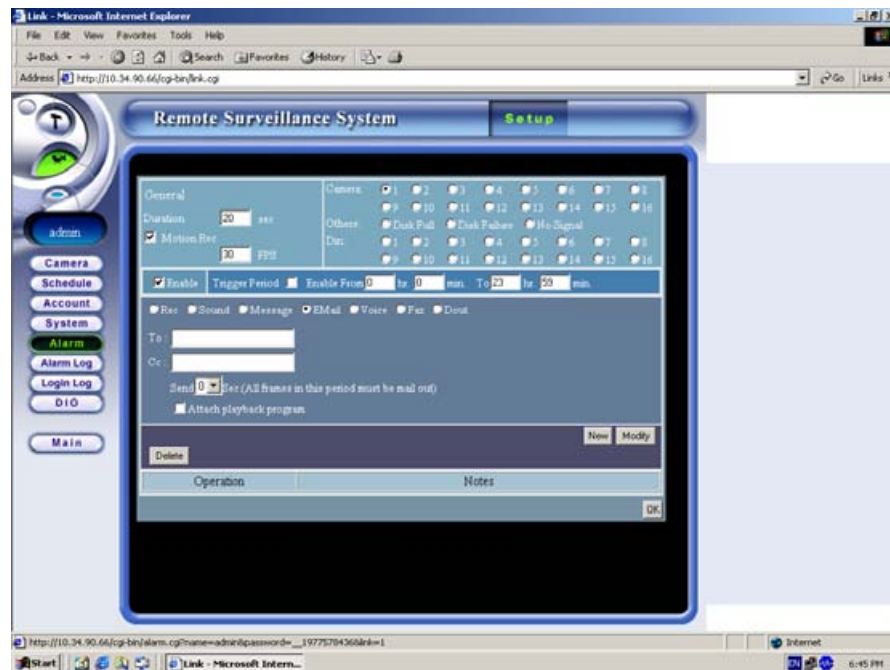 Link - Microsoft Internet Explorer
File Edit View Favorites Tools Help
Back Search Favorites History
Address http://10.34.90.66/cgi-bin/link.cgi Go Links
Remote Surveillance System Setup
admin
Camera
Schedule
Account
System
Alarm
Alarm Log
Login Log
DIO
Main
General
Duration 20 sec
Motion Rec
30 FPS
Camera: 1 2 3 4 5 6 7 8
9 10 11 12 13 14 15 16
Others: Disk Full Disk Failure No Signal
Din: 1 2 3 4 5 6 7 8
9 10 11 12 13 14 15 16
Enable Trigger Period Enable From 0 hr. 0 min. To 23 hr. 59 min.
Rec Sound Message EMail Voice Fax Dout
To :
Cc :
Send 0 Sec (All frames in this period must be mail out)
Attach playback program
New Modify
Delete
Operation Notes
OK
Internet
Start Link - Microsoft Intern... 6:45 PM